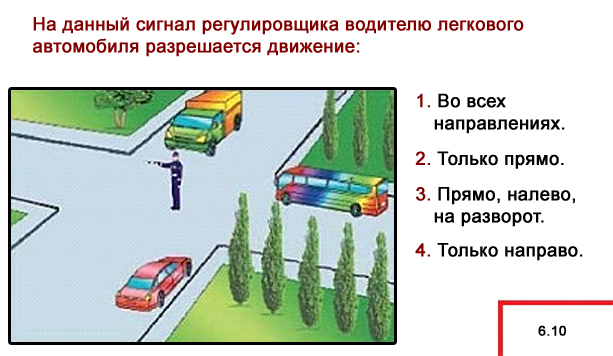 На данный сигнал регулировщика водителю легкового
автомобиля разрешается движение:
1. Во всех
направлениях.
2. Только прямо.
3. Прямо, налево,
на разворот.
4. Только направо.
6.10